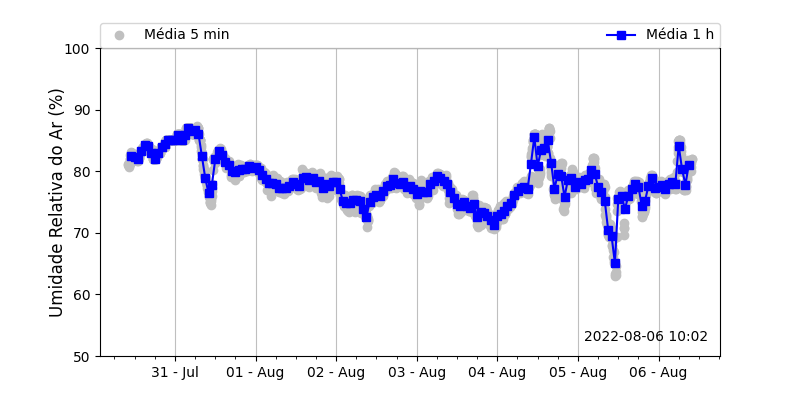 Média 5 min
Média 1 h
Umidade Relativa do Ar (%)
100
90
80
70
60
50
2022-08-06 10:02
31 - Jul
01 - Aug
02 - Aug
03 - Aug
04 - Aug
05 - Aug
06 - Aug